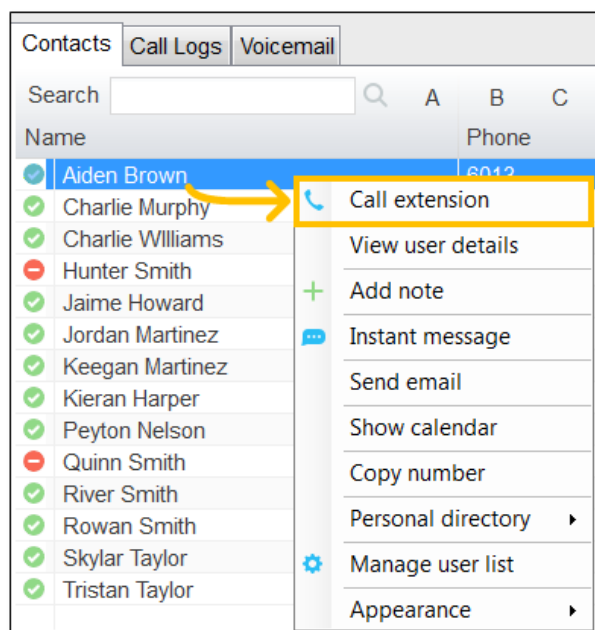 Contacts Call Logs Voicemail
Search A B C
Name Phone
Aiden Brown 6013
Charlie Murphy
Charlie WIlliams
Hunter Smith
Jaime Howard
Jordan Martinez
Keegan Martinez
Kieran Harper
Peyton Nelson
Quinn Smith
River Smith
Rowan Smith
Skylar Taylor
Tristan Taylor
Call extension
View user details
Add note
Instant message
Send email
Show calendar
Copy number
Personal directory
Manage user list
Appearance